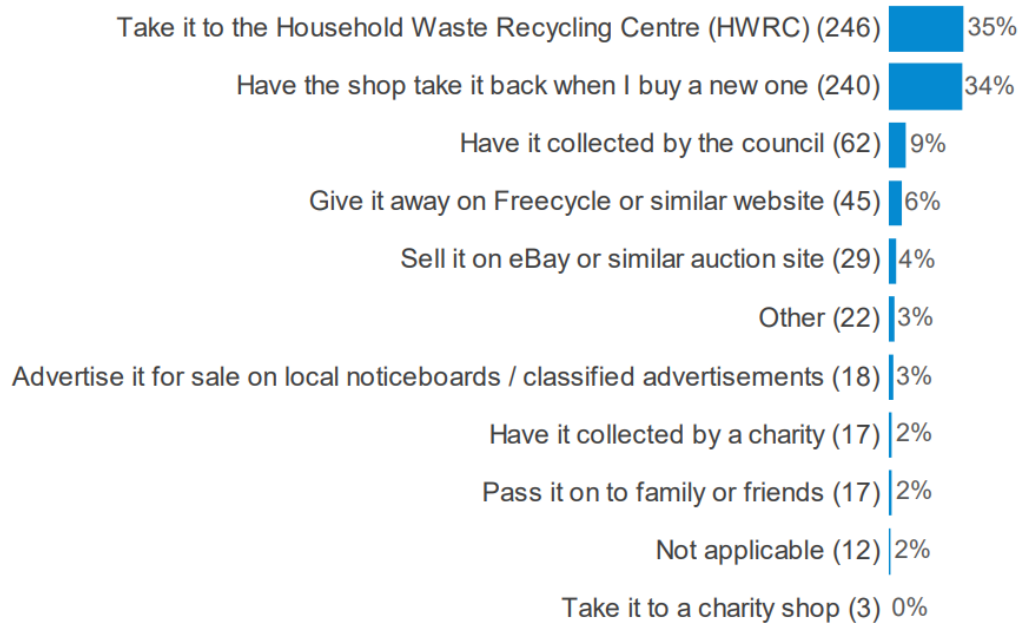 Take it to the Household Waste Recycling Centre (HWRC) (246) 35%
Have the shop take it back when I buy a new one (240) 34%
Have it collected by the council (62) 9%
Give it away on Freecycle or similar website (45) 6%
Sell it on eBay or similar auction site (29) 4%
Other (22) 3%
Advertise it for sale on local noticeboards / classified advertisements (18) 3%
Have it collected by a charity (17) 2%
Pass it on to family or friends (17) 2%
Not applicable (12) 2%
Take it to a charity shop (3) 0%